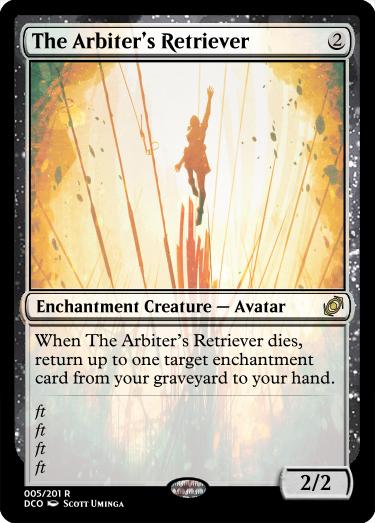 The Arbiter's Retriever 2
Enchantment Creature — Avatar
When The Arbiter's Retriever dies,
return up to one target enchantment
card from your graveyard to your hand.
ft
ft
ft
ft
2/2
005/201 R
DCO Scott Uminga